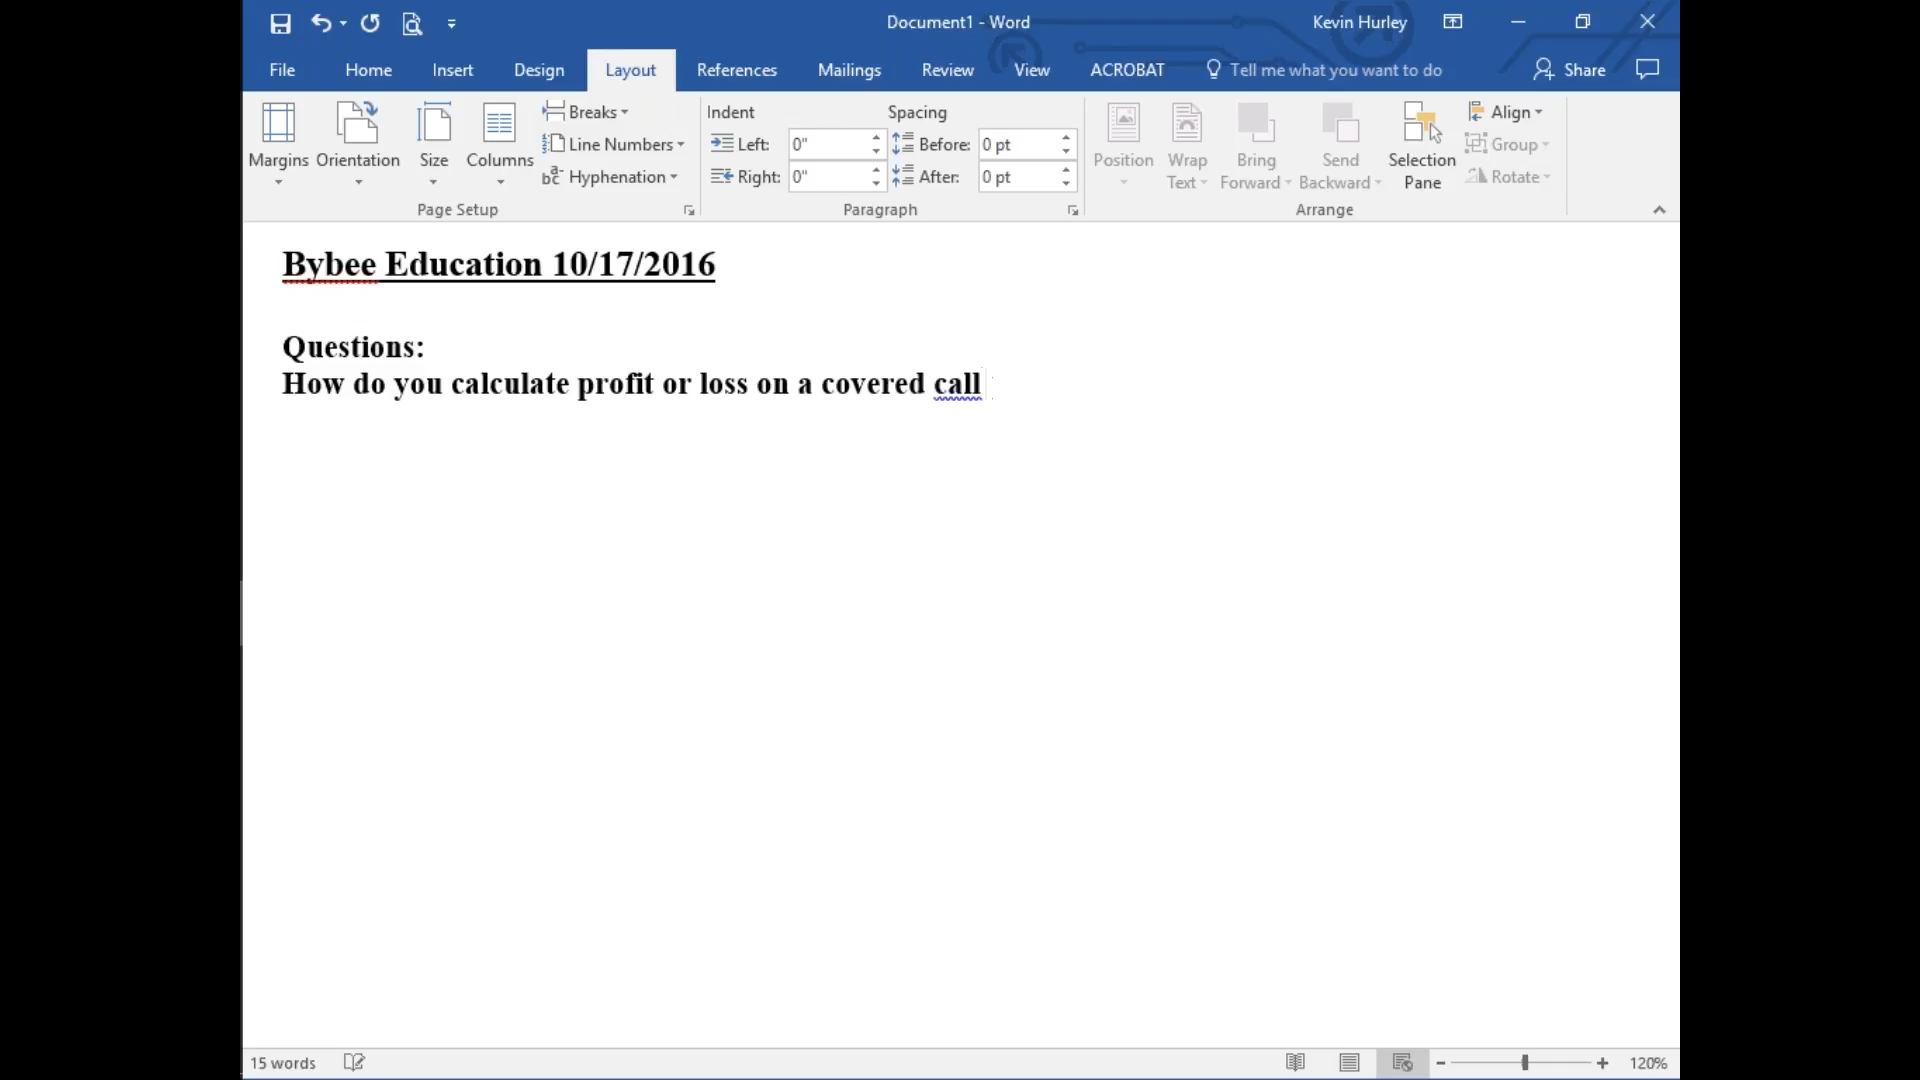 Document1 - Word
Kevin Hurley
File Home Insert Design Layout References Mailings Review View ACROBAT Tell me what you want to do Share
Margins Orientation Size Columns
Breaks
Line Numbers
Hyphenation
Page Setup
Indent Spacing
Left: 0" Before: 0 pt
Right: 0" After: 0 pt
Paragraph
Position Wrap Text Bring Forward Send Backward Selection Pane
Align
Group
Rotate
Arrange
Bybee Education 10/17/2016
Questions:
How do you calculate profit or loss on a covered call
15 words
120%